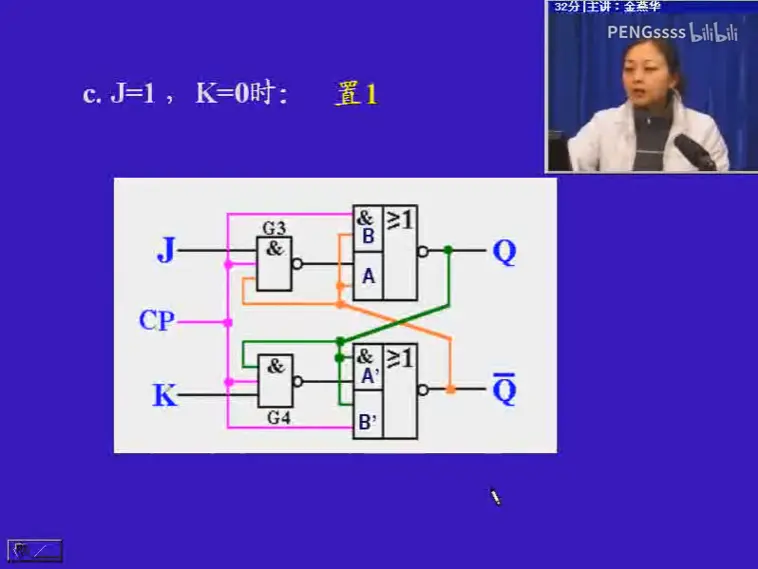 32分|主讲:金燕华
PENGssss bilibili
c. J=1, K=0时: 置1
G3
& & ≥1
B
J Q
A
CP
& & ≥1
A'
K Q̅
G4 B'